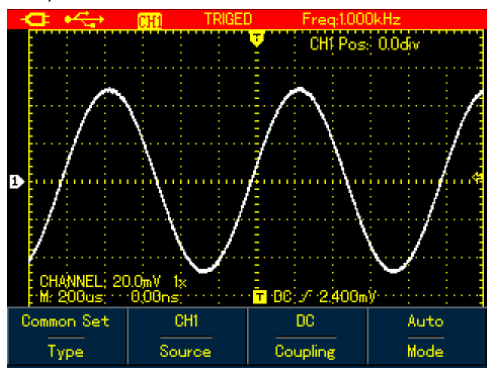 CH1 TRIGED Freq:1.000kHz
T
CH1 Pos: 0.0div
1
CHANNEL: 20.0mV 1x
M: 200us 0.00ns T DC 2.400mV
Common Set CH1 DC Auto
Type Source Coupling Mode